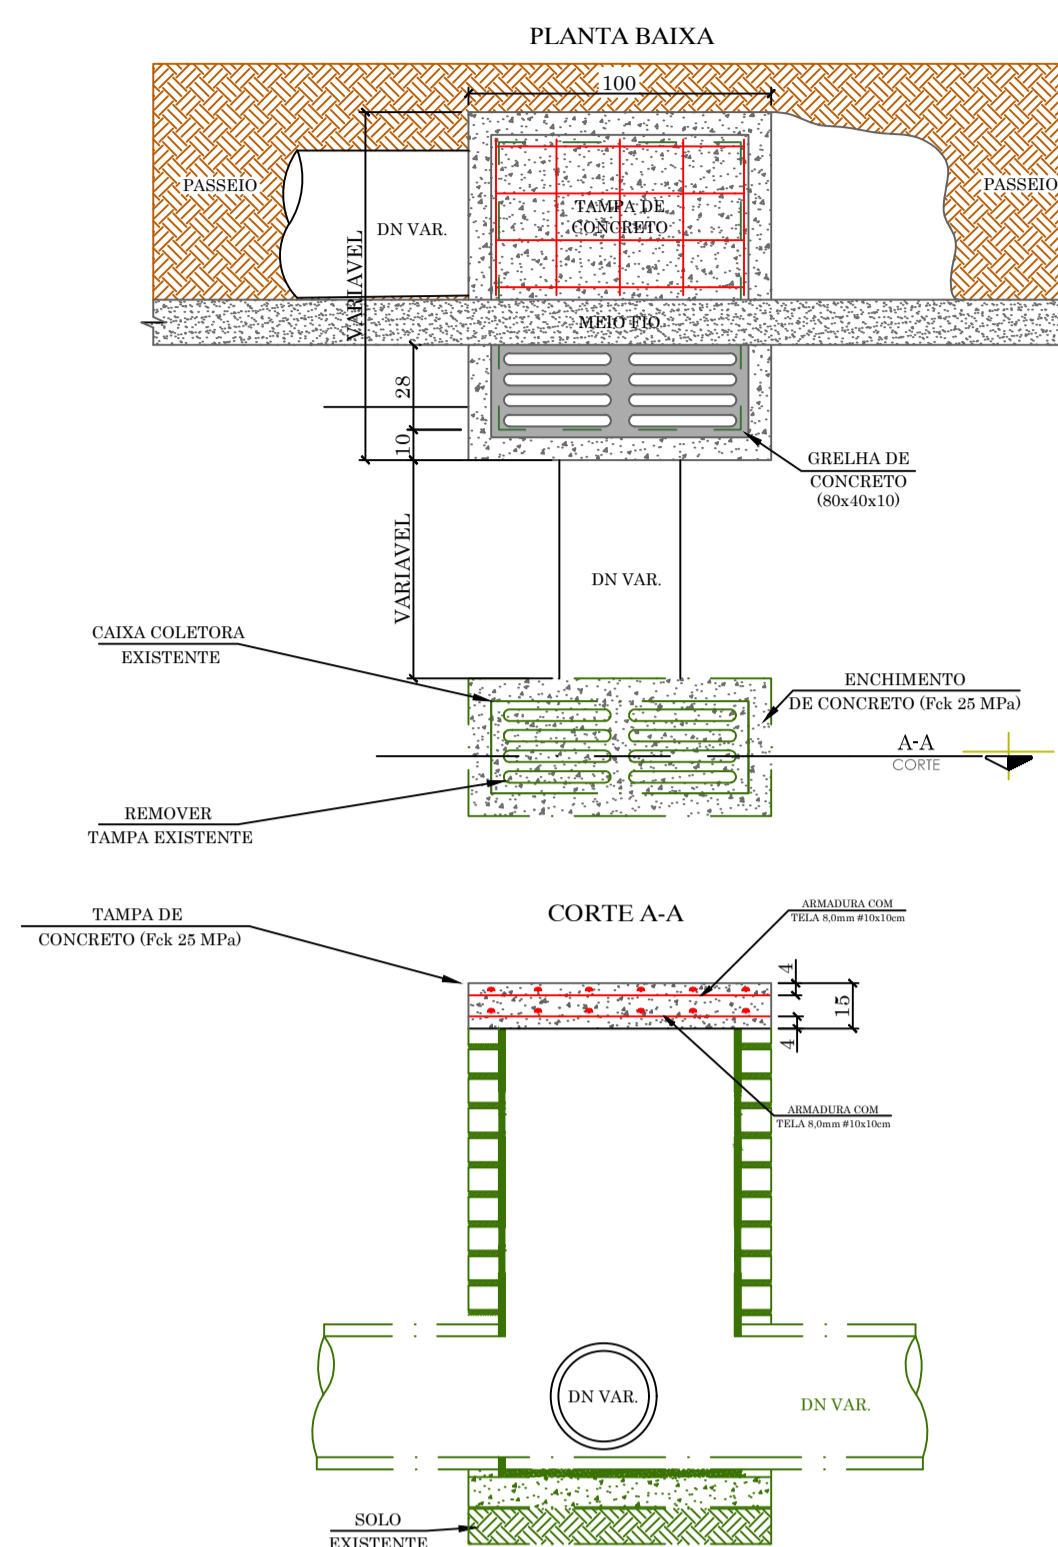 PLANTA BAIXA
100
PASSEIO
PASSEIO
TAMPA DE
CONCRETO
DN VAR.
VARIAVEL
MEIO FIO
28
10
GRELHA DE
CONCRETO
(80x40x10)
VARIAVEL
DN VAR.
CAIXA COLETORA
EXISTENTE
ENCHIMENTO
DE CONCRETO (Fck 25 MPa)
A-A
CORTE
REMOVER
TAMPA EXISTENTE
TAMPA DE
CONCRETO (Fck 25 MPa)
CORTE A-A
ARMADURA COM
TELA 8,0mm #10x10cm
4
15
4
ARMADURA COM
TELA 8,0mm #10x10cm
DN VAR.
DN VAR.
SOLO
EXISTENTE